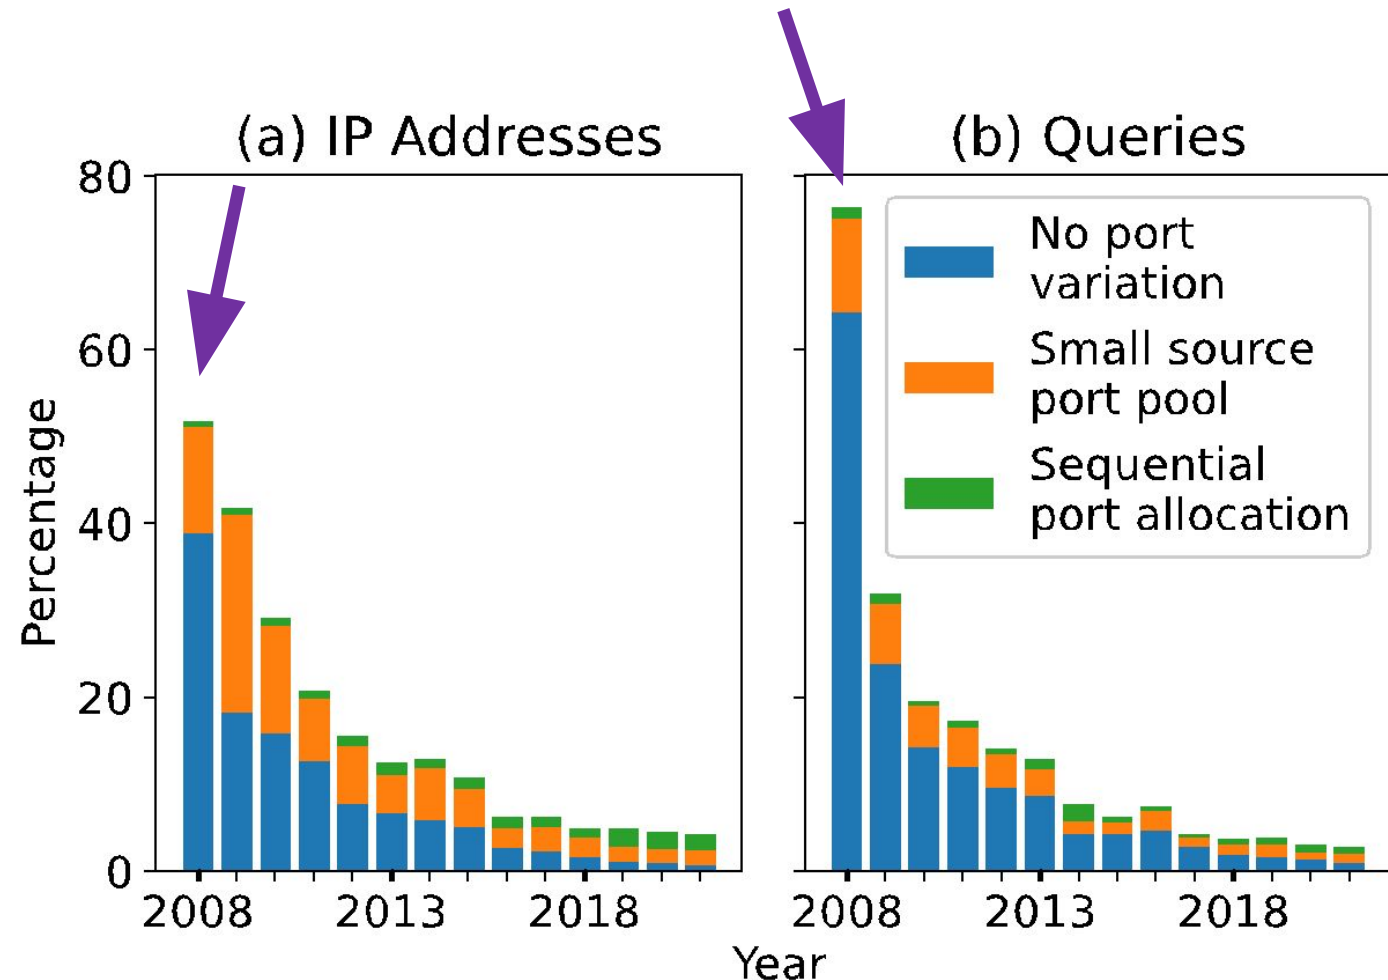 (a) IP Addresses
(b) Queries
Percentage
80
60
40
20
0
No port
variation
Small source
port pool
Sequential
port allocation
2008
2013
2018
2008
2013
2018
Year